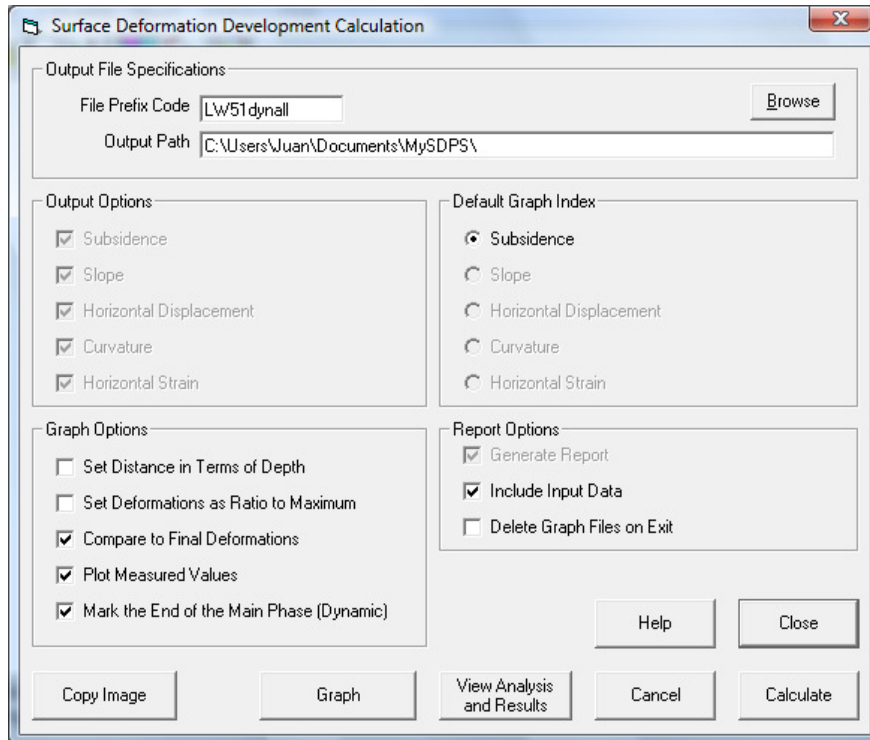 Surface Deformation Development Calculation
Output File Specifications
File Prefix Code LW51dynall
Browse
Output Path C:\Users\Juan\Documents\MySDPS\
Output Options
Subsidence
Slope
Horizontal Displacement
Curvature
Horizontal Strain
Default Graph Index
Subsidence
Slope
Horizontal Displacement
Curvature
Horizontal Strain
Graph Options
Set Distance in Terms of Depth
Set Deformations as Ratio to Maximum
Compare to Final Deformations
Plot Measured Values
Mark the End of the Main Phase (Dynamic)
Report Options
Generate Report
Include Input Data
Delete Graph Files on Exit
Help
Close
Copy Image
Graph
View Analysis
and Results
Cancel
Calculate